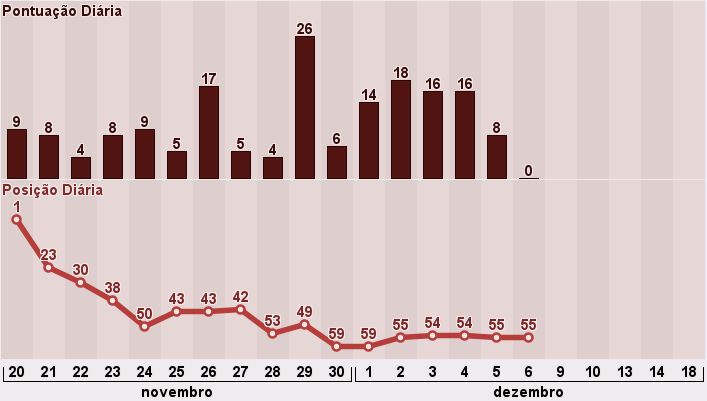 Pontuação Diária
9 8 4 8 9 5 17 5 4 26 6 14 18 16 16 8 0
Posição Diária
1 23 30 38 50 43 43 42 53 49 59 59 55 54 54 55 55
20 21 22 23 24 25 26 27 28 29 30 1 2 3 4 5 6 9 10 13 14 18
novembro dezembro